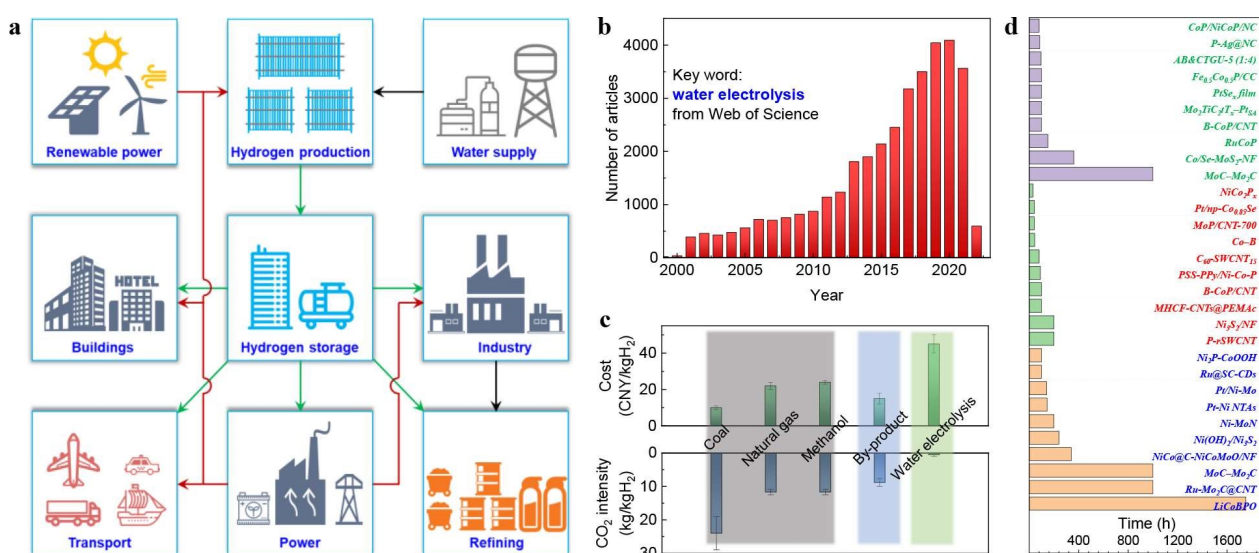 a
Renewable power
Hydrogen production
Water supply
HOTEL
Buildings
Hydrogen storage
Industry
Transport
Power
Refining
b
4000
3000
2000
1000
0
Number of articles
Key word:
water electrolysis
from Web of Science
2000
2005
2010
2015
2020
Year
c
40
20
0
Cost
(CNY/kgH₂)
Coal
Natural gas
Methanol
By-product
Water electrolysis
0
10
20
30
CO₂ intensity
(kg/kgH₂)
d
CoP/NiCoP/NC
P-Ag@NC
AB&CTGU-5 (1:4)
Fe₀.₅Co₀.₅P/CC
PtSeₓ film
Mo₂TiC₂Tₓ–Pt_SA
B-CoP/CNT
RuCoP
Co/Se-MoS₂-NF
MoC–Mo₂C
NiCo₂Pₓ
Pt/np-Co₀.₈₅Se
MoP/CNT-700
Co–B
C₆₀-SWCNT₁₅
PSS-PPy/Ni-Co-P
B-CoP/CNT
MHCF-CNTs@PEMAc
Ni₃S₂/NF
P-rSWCNT
Ni₂P-CoOOH
Ru@SC-CDs
Pt/Ni-Mo
Pt-Ni NTAs
Ni-MoN
Ni(OH)₂/Ni₃S₂
NiCo@C-NiCoMoO/NF
MoC–Mo₂C
Ru-Mo₂C@CNT
LiCoBPO
Time (h)
0
600
1200
1800